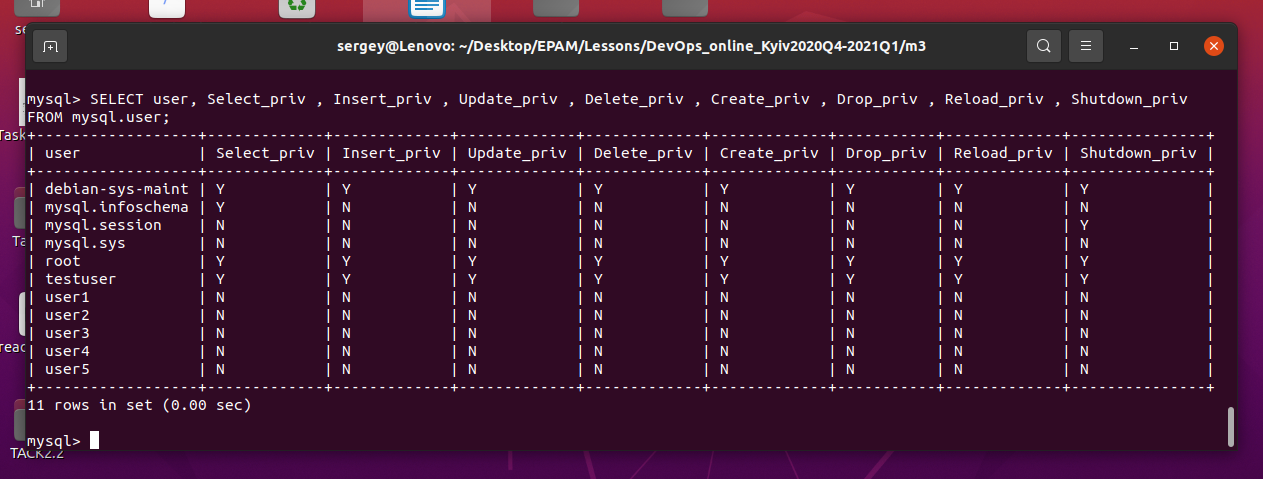 se
sergey@Lenovo: ~/Desktop/EPAM/Lessons/DevOps_online_Kyiv2020Q4-2021Q1/m3
mysql> SELECT user, Select_priv , Insert_priv , Update_priv , Delete_priv , Create_priv , Drop_priv , Reload_priv , Shutdown_priv
FROM mysql.user;
+------------------+-------------+-------------+-------------+-------------+-------------+-----------+-------------+---------------+
| user             | Select_priv | Insert_priv | Update_priv | Delete_priv | Create_priv | Drop_priv | Reload_priv | Shutdown_priv |
+------------------+-------------+-------------+-------------+-------------+-------------+-----------+-------------+---------------+
| debian-sys-maint | Y           | Y           | Y           | Y           | Y           | Y         | Y           | Y             |
| mysql.infoschema | Y           | N           | N           | N           | N           | N         | N           | N             |
| mysql.session    | N           | N           | N           | N           | N           | N         | N           | Y             |
| mysql.sys        | N           | N           | N           | N           | N           | N         | N           | N             |
| root             | Y           | Y           | Y           | Y           | Y           | Y         | Y           | Y             |
| testuser         | Y           | Y           | Y           | Y           | Y           | Y         | Y           | Y             |
| user1            | N           | N           | N           | N           | N           | N         | N           | N             |
| user2            | N           | N           | N           | N           | N           | N         | N           | N             |
| user3            | N           | N           | N           | N           | N           | N         | N           | N             |
| user4            | N           | N           | N           | N           | N           | N         | N           | N             |
| user5            | N           | N           | N           | N           | N           | N         | N           | N             |
+------------------+-------------+-------------+-------------+-------------+-------------+-----------+-------------+---------------+
11 rows in set (0.00 sec)
mysql>
Task
Ta
read
TACK2.2